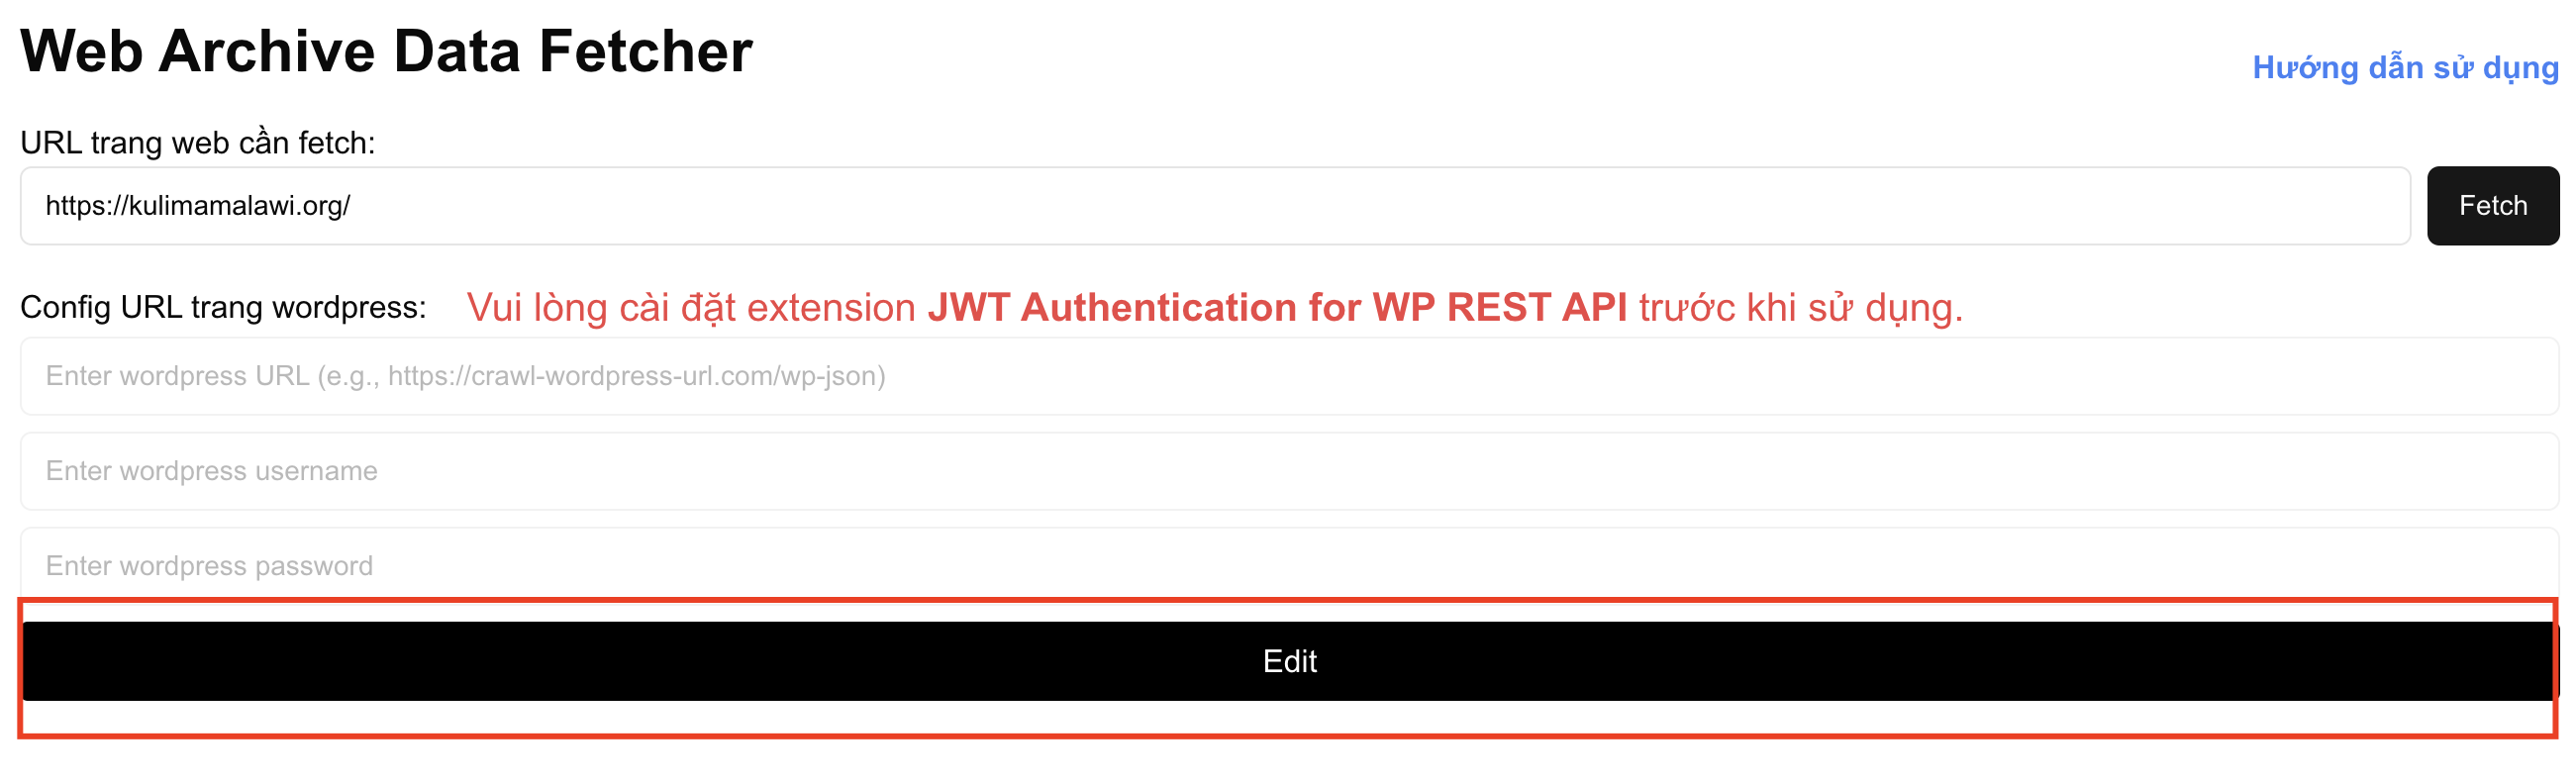 Web Archive Data Fetcher
Hướng dẫn sử dụng
URL trang web cần fetch:
https://kulimamalawi.org/
Fetch
Config URL trang wordpress: Vui lòng cài đặt extension JWT Authentication for WP REST API trước khi sử dụng.
Enter wordpress URL (e.g., https://crawl-wordpress-url.com/wp-json)
Enter wordpress username
Enter wordpress password
Edit